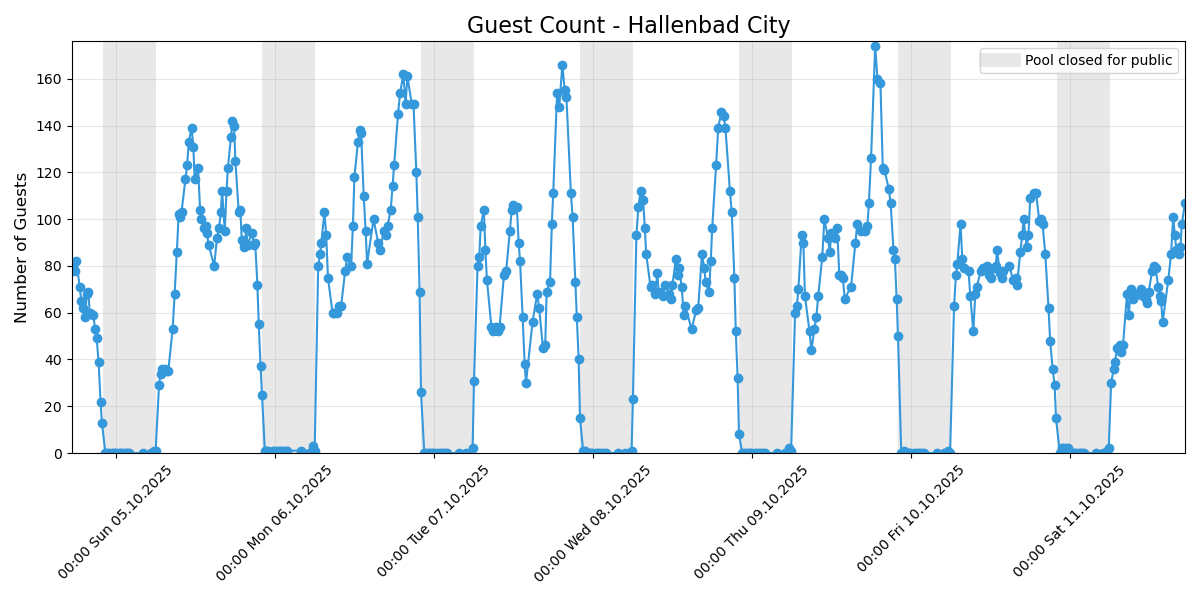 Guest Count - Hallenbad City
Pool closed for public
Number of Guests
160
140
120
100
80
60
40
20
0
00:00 Sun 05.10.2025
00:00 Mon 06.10.2025
00:00 Tue 07.10.2025
00:00 Wed 08.10.2025
00:00 Thu 09.10.2025
00:00 Fri 10.10.2025
00:00 Sat 11.10.2025